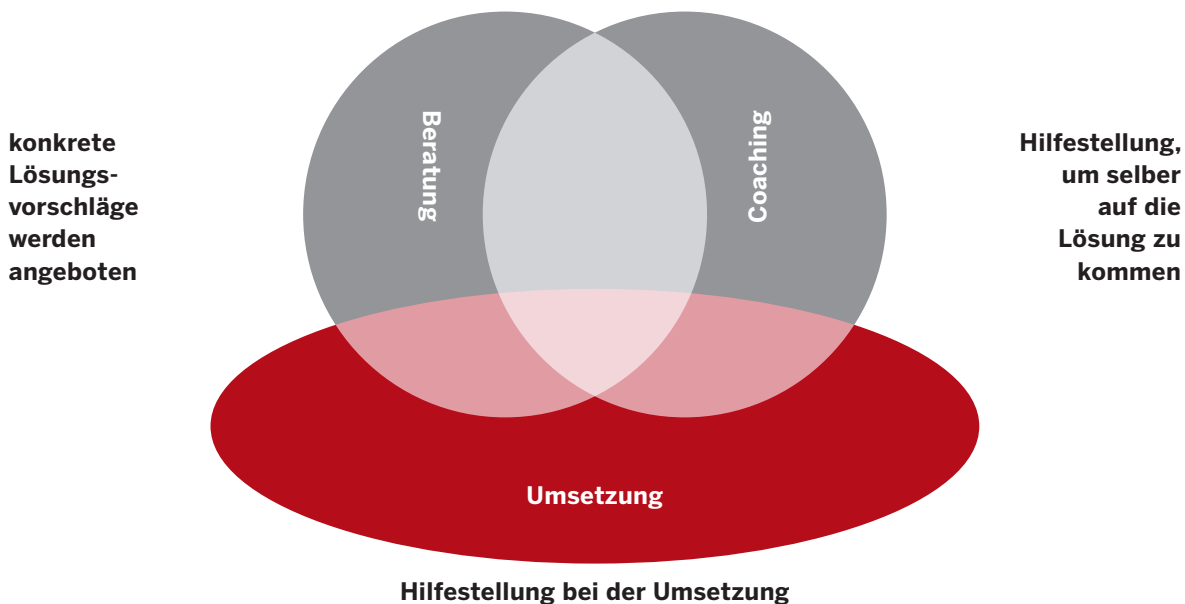 konkrete
Lösungs-
vorschläge
werden
angeboten
Beratung
Coaching
Hilfestellung,
um selber
auf die
Lösung zu
kommen
Umsetzung
Hilfestellung bei der Umsetzung